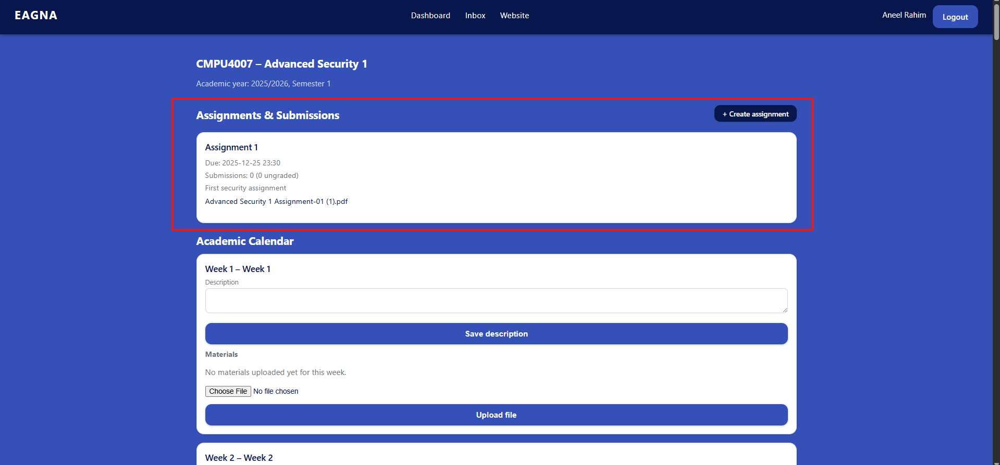 EAGNA
Dashboard Inbox Website
Aneel Rahim
Logout
CMPU4007 – Advanced Security 1
Academic year: 2025/2026, Semester 1
Assignments & Submissions
+ Create assignment
Assignment 1
Due: 2025-12-25 23:30
Submissions: 0 (0 ungraded)
First security assignment
Advanced Security 1 Assignment-01 (1).pdf
Academic Calendar
Week 1 – Week 1
Description
Save description
Materials
No materials uploaded yet for this week.
Choose File No file chosen
Upload file
Week 2 – Week 2